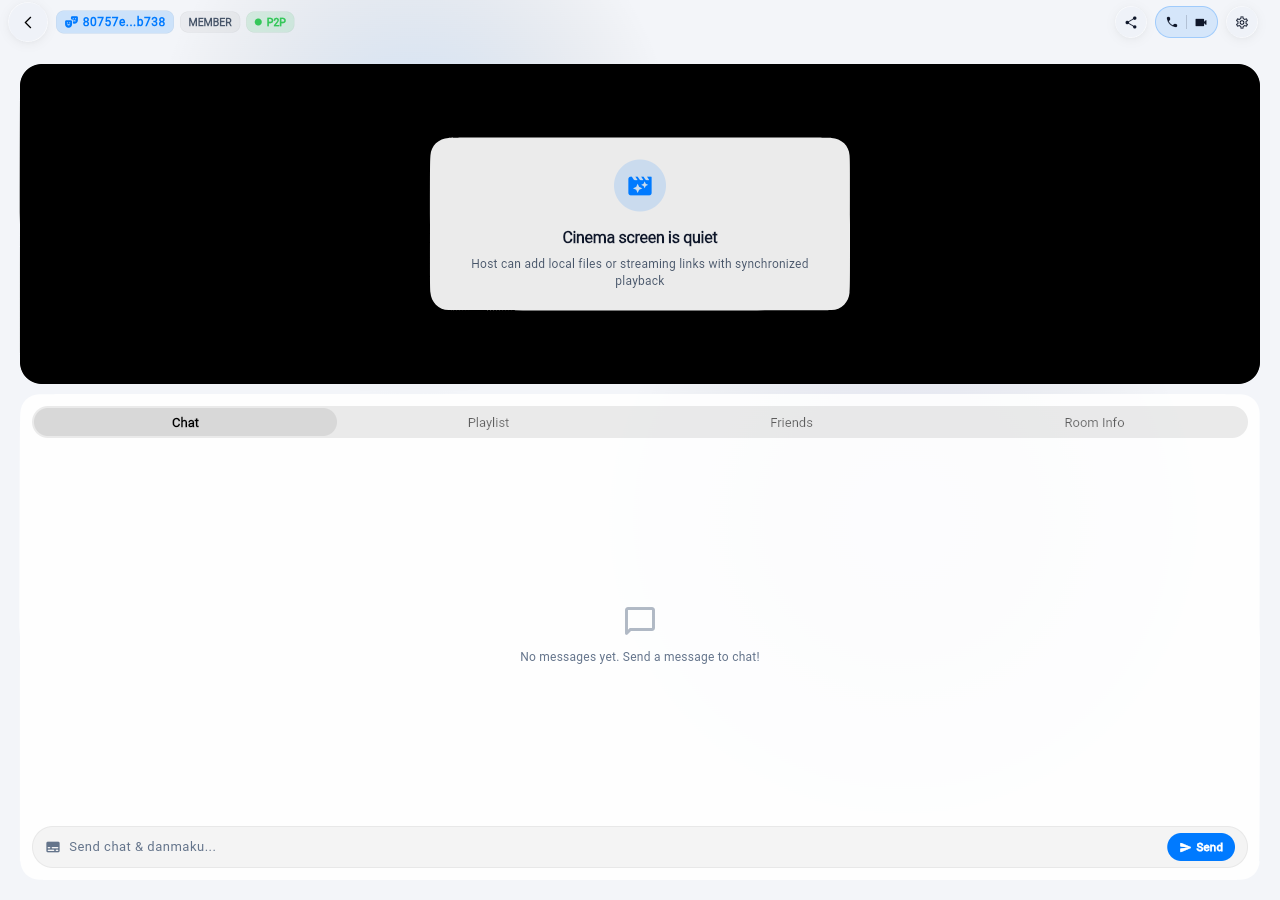 80757e...b738
MEMBER
P2P
Cinema screen is quiet
Host can add local files or streaming links with synchronized
playback
Chat
Playlist
Friends
Room Info
No messages yet. Send a message to chat!
Send chat & danmaku...
Send